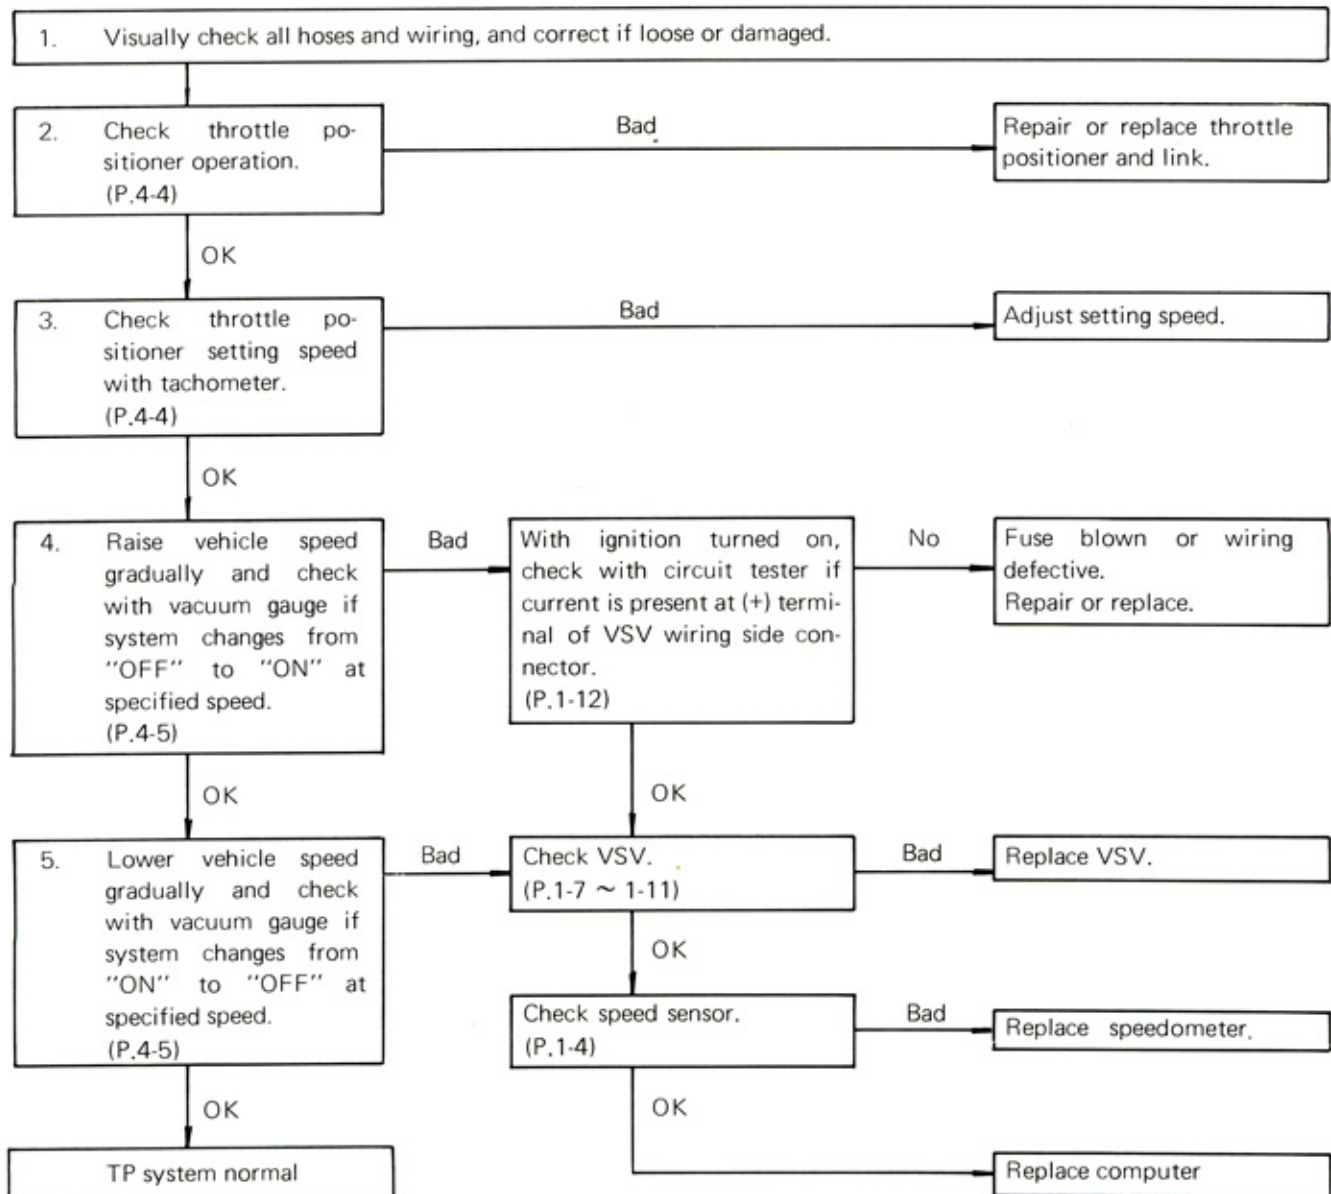 1. Visually check all hoses and wiring, and correct if loose or damaged.
2. Check throttle po-
sitioner operation.
(P.4-4)
Bad
Repair or replace throttle
positioner and link.
OK
3. Check throttle po-
sitioner setting speed
with tachometer.
(P.4-4)
Bad
Adjust setting speed.
OK
4. Raise vehicle speed
gradually and check
with vacuum gauge if
system changes from
"OFF" to "ON" at
specified speed.
(P.4-5)
Bad
With ignition turned on,
check with circuit tester if
current is present at (+) termi-
nal of VSV wiring side con-
nector.
(P.1-12)
No
Fuse blown or wiring
defective.
Repair or replace.
OK
OK
5. Lower vehicle speed
gradually and check
with vacuum gauge if
system changes from
"ON" to "OFF" at
specified speed.
(P.4-5)
Bad
Check VSV.
(P.1-7 ~ 1-11)
Bad
Replace VSV.
OK
Check speed sensor.
(P.1-4)
Bad
Replace speedometer.
OK
OK
TP system normal
Replace computer